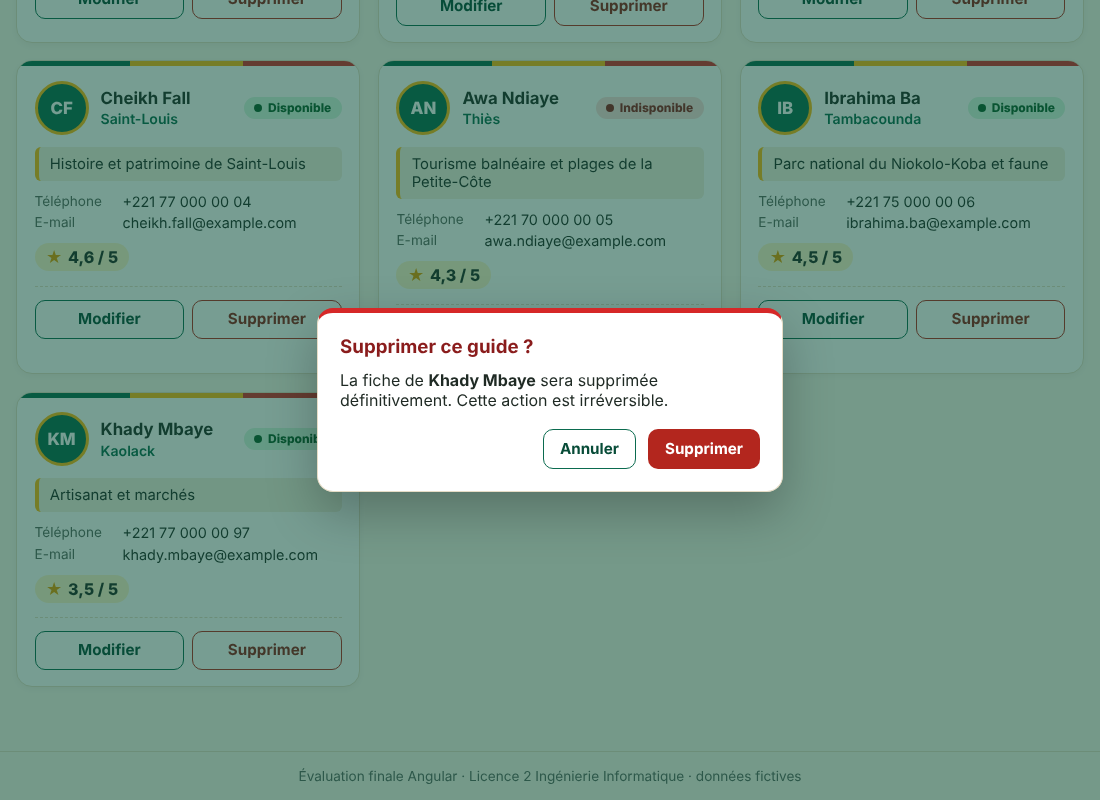 Modifier
Supprimer
Modifier
Supprimer
Modifier
Supprimer
CF
Cheikh Fall
Saint-Louis
Disponible
Histoire et patrimoine de Saint-Louis
Téléphone +221 77 000 00 04
E-mail cheikh.fall@example.com
★ 4,6 / 5
Modifier
Supprimer
AN
Awa Ndiaye
Thiès
Indisponible
Tourisme balnéaire et plages de la
Petite-Côte
Téléphone +221 70 000 00 05
E-mail awa.ndiaye@example.com
★ 4,3 / 5
IB
Ibrahima Ba
Tambacounda
Disponible
Parc national du Niokolo-Koba et faune
Téléphone +221 75 000 00 06
E-mail ibrahima.ba@example.com
★ 4,5 / 5
Modifier
Supprimer
Supprimer ce guide ?
La fiche de Khady Mbaye sera supprimée
définitivement. Cette action est irréversible.
Annuler
Supprimer
KM
Khady Mbaye
Kaolack
Disponib
Artisanat et marchés
Téléphone +221 77 000 00 97
E-mail khady.mbaye@example.com
★ 3,5 / 5
Modifier
Supprimer
Évaluation finale Angular · Licence 2 Ingénierie Informatique · données fictives